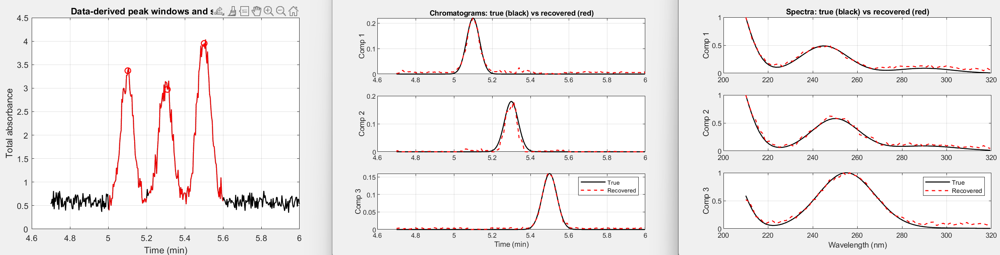 Data-derived peak windows and s
4.5
4
3.5
3
2.5
2
1.5
1
0.5
0
Total absorbance
4.6 4.8 5 5.2 5.4 5.6 5.8 6
Time (min)
Chromatograms: true (black) vs recovered (red)
0.2
0.1
0
Comp 1
4.6 4.8 5 5.2 5.4 5.6 5.8 6
0.2
0.1
0
Comp 2
4.6 4.8 5 5.2 5.4 5.6 5.8 6
0.15
0.1
0.05
0
Comp 3
True
Recovered
4.6 4.8 5 5.2 5.4 5.6 5.8 6
Time (min)
Spectra: true (black) vs recovered (red)
1
0.5
0
Comp 1
200 220 240 260 280 300 320
1
0.5
0
Comp 2
200 220 240 260 280 300 320
1
0.5
0
Comp 3
True
Recovered
200 220 240 260 280 300 320
Wavelength (nm)